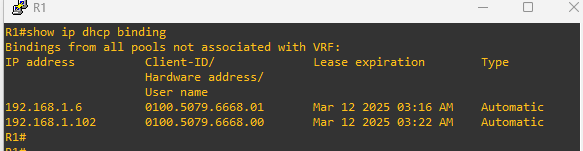 R1
R1#show ip dhcp binding
Bindings from all pools not associated with VRF:
IP address          Client-ID/              Lease expiration        Type
                    Hardware address/
                    User name
192.168.1.6         0100.5079.6668.01       Mar 12 2025 03:16 AM    Automatic
192.168.1.102       0100.5079.6668.00       Mar 12 2025 03:22 AM    Automatic
R1#
R1#